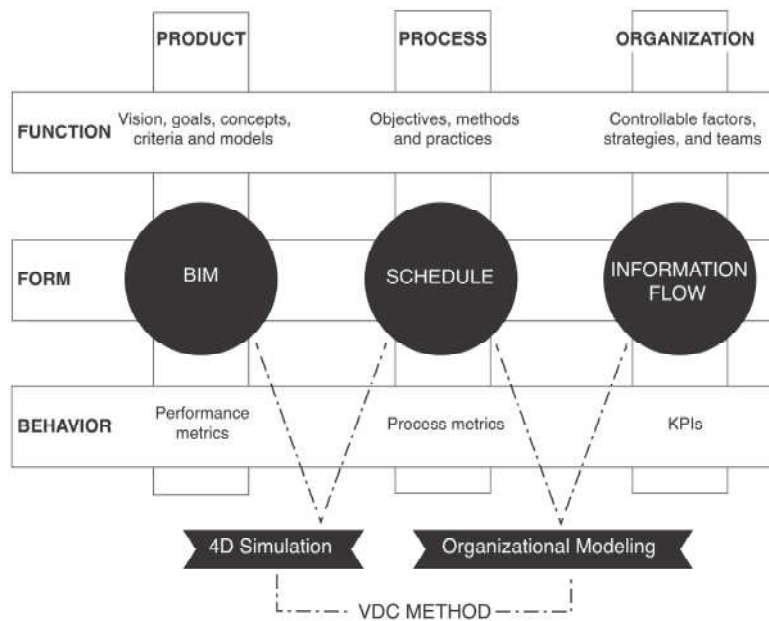 PRODUCT
PROCESS
ORGANIZATION
FUNCTION
Vision, goals, concepts,
criteria and models
Objectives, methods
and practices
Controllable factors,
strategies, and teams
FORM
BIM
SCHEDULE
INFORMATION
FLOW
BEHAVIOR
Performance
metrics
Process metrics
KPIs
4D Simulation
Organizational Modeling
VDC METHOD